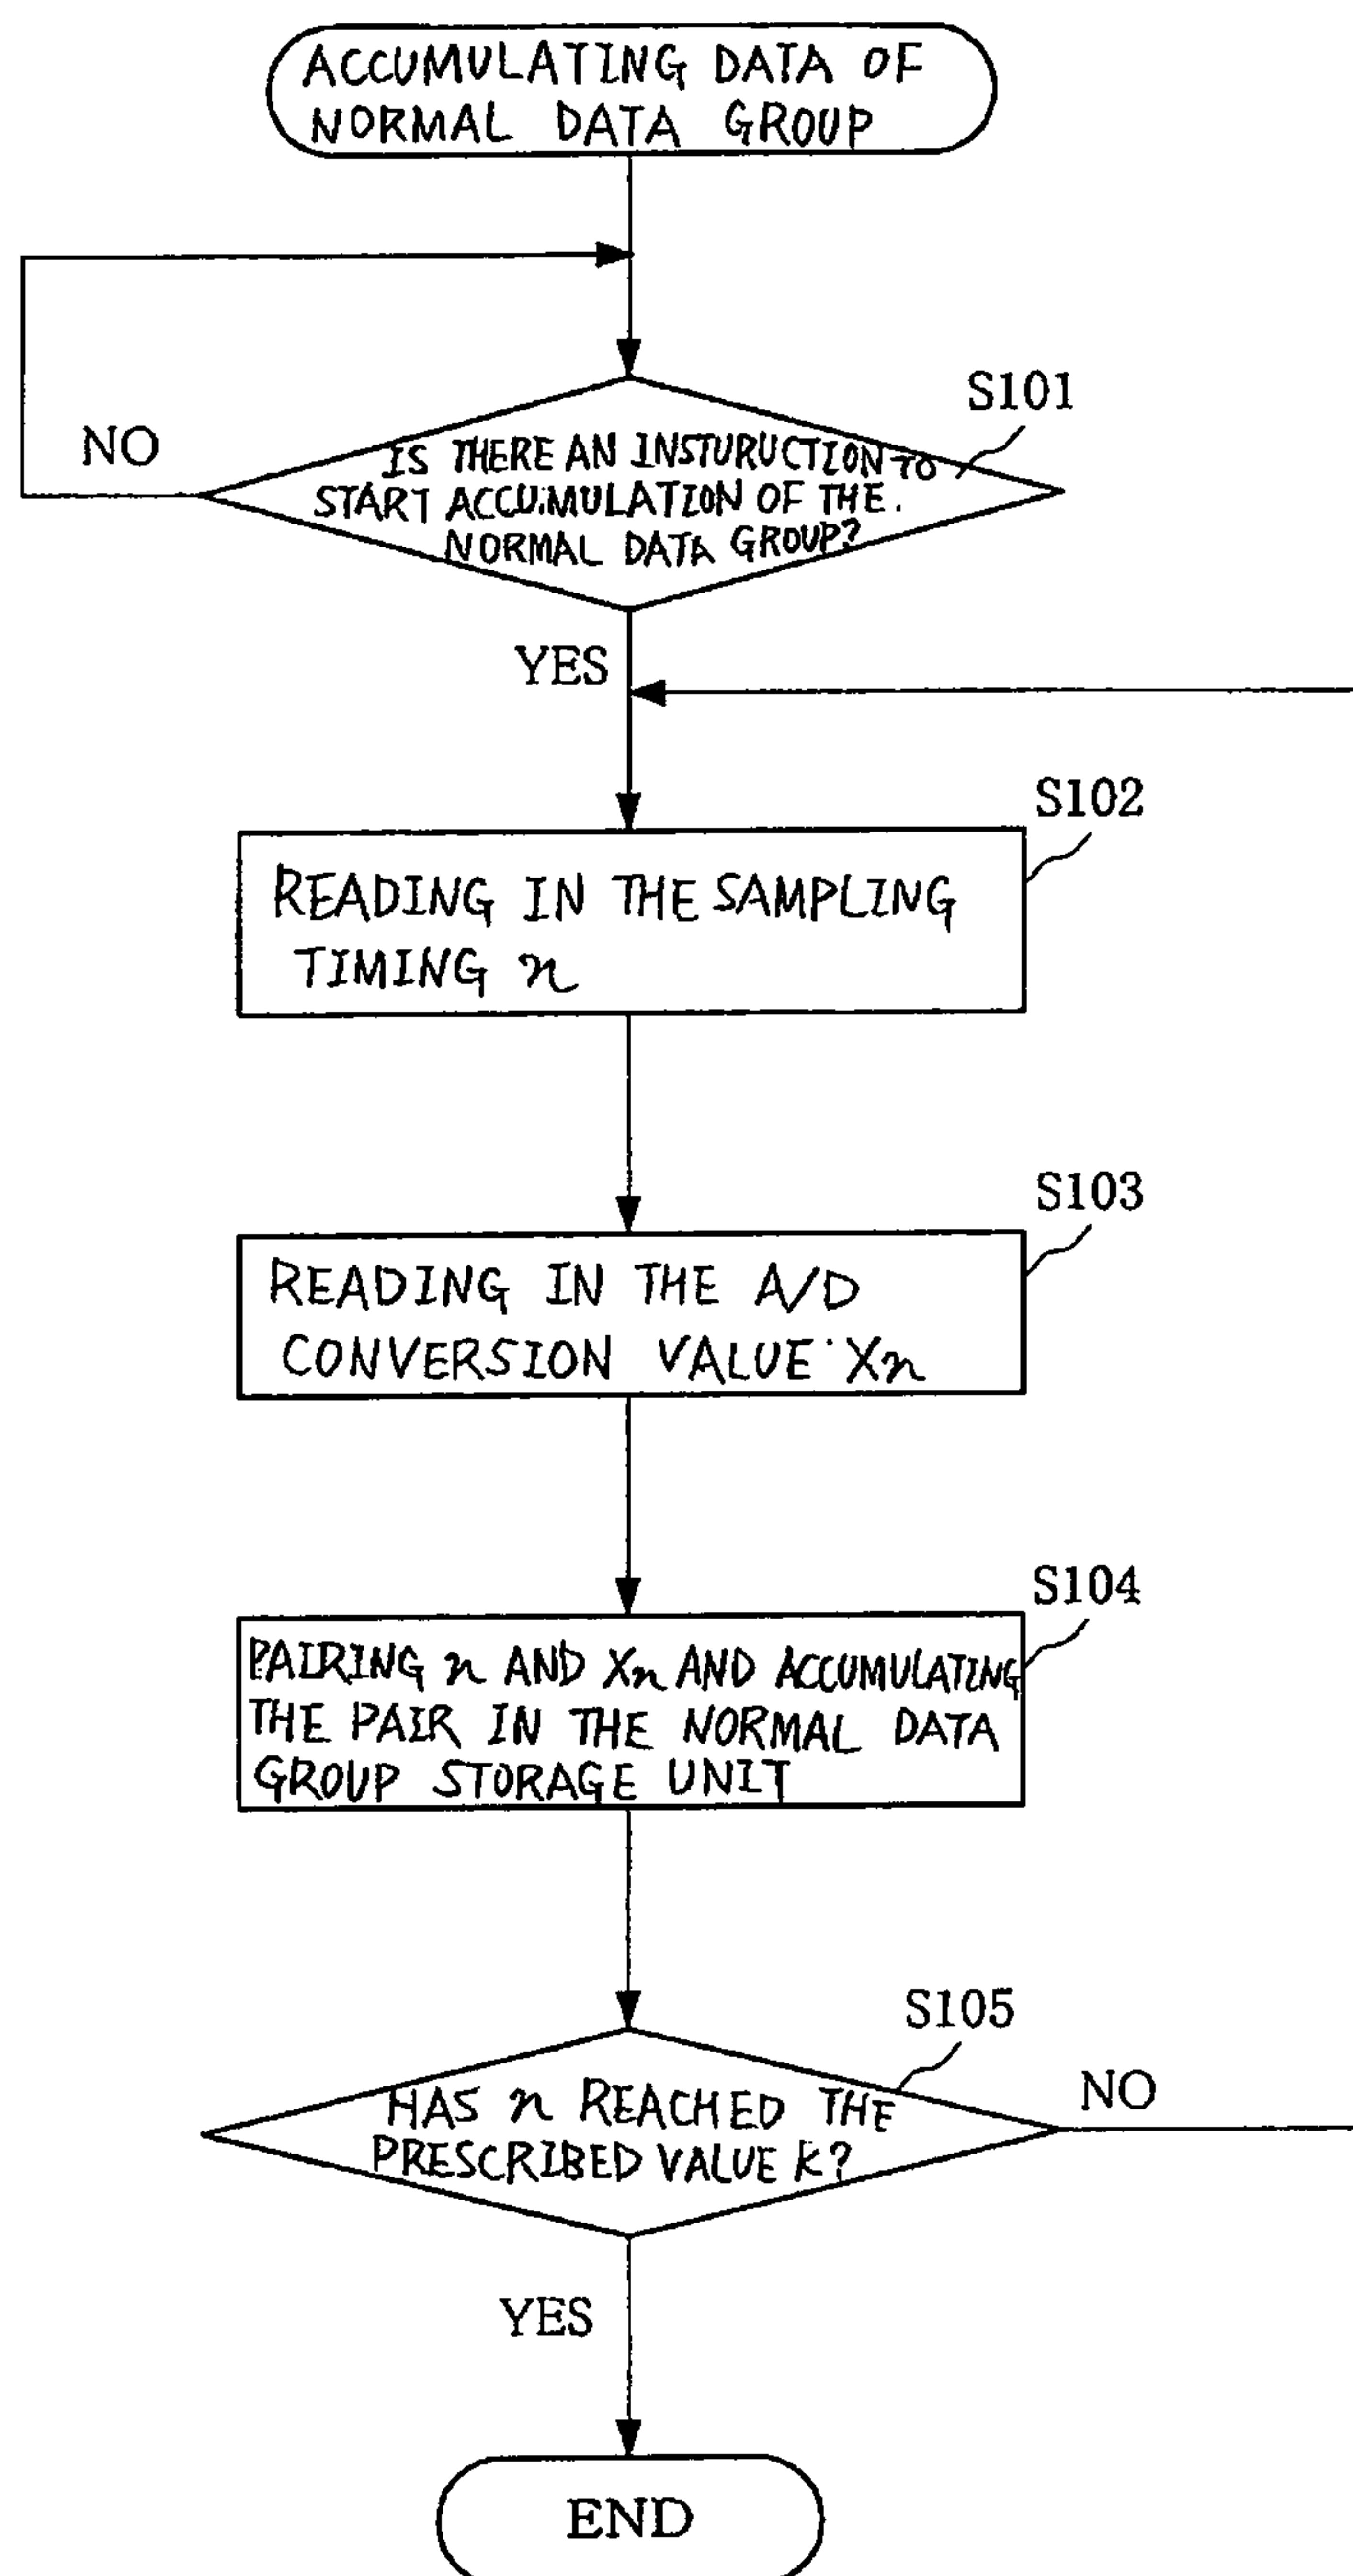 ACCUMULATING DATA OF
NORMAL DATA GROUP
S101
NO
IS THERE AN INSTURUCTION TO
START ACCUMULATION OF THE
NORMAL DATA GROUP?
YES
S102
READING IN THE SAMPLING
TIMING n
S103
READING IN THE A/D
CONVERSION VALUE Xn
S104
PAIRING n AND Xn AND ACCUMULATING
THE PAIR IN THE NORMAL DATA
GROUP STORAGE UNIT
S105
HAS n REACHED THE
PRESCRIBED VALUE k?
NO
YES
END